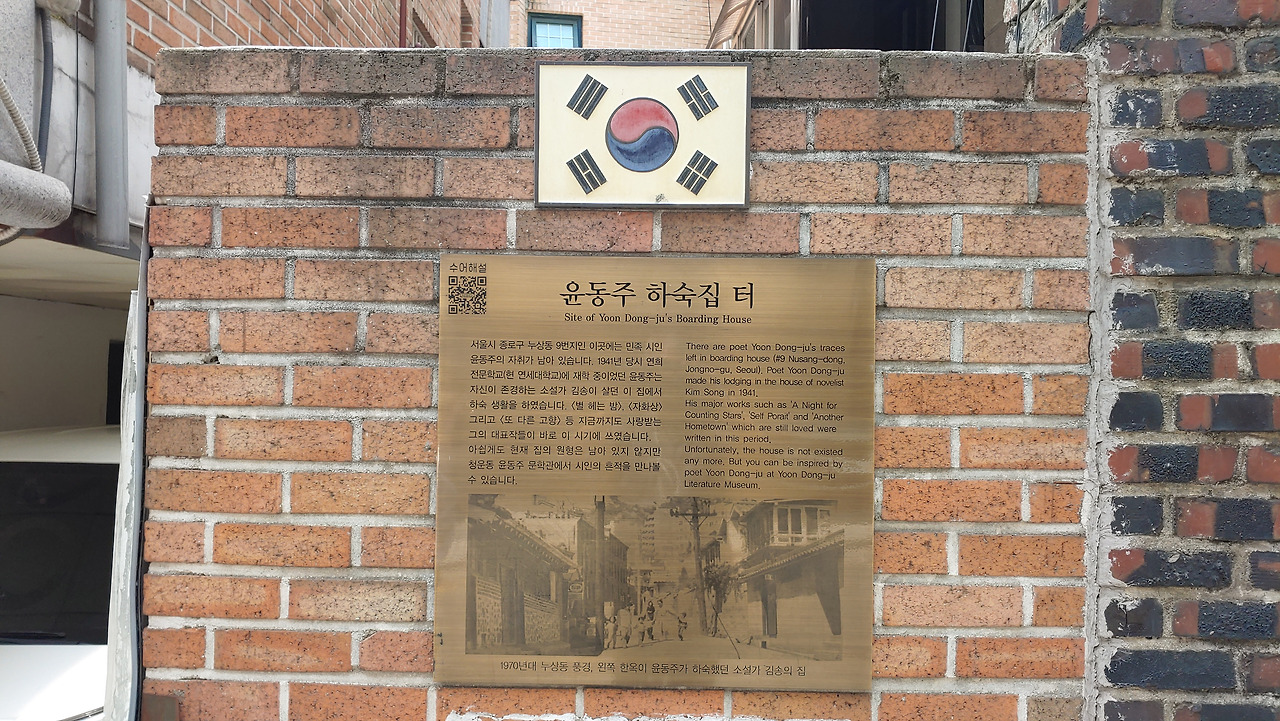 수어해설
윤동주 하숙집 터
Site of Yoon Dong-ju's Boarding House
서울시 종로구 누상동 9번지인 이곳에는 민족 시인
윤동주의 자취가 남아 있습니다. 1941년 당시 연희
전문학교(현 연세대학교)에 재학 중이었던 윤동주는
자신이 존경하는 소설가 김송이 살던 이 집에서
하숙 생활을 하였습니다. <별 헤는 밤>, <자화상>
그리고 <또 다른 고향> 등 지금까지도 사랑받는
그의 대표작들이 바로 이 시기에 쓰였습니다.
아쉽게도 현재 집의 원형은 남아 있지 않지만
청운동 윤동주 문학관에서 시인의 흔적을 만나볼
수 있습니다.
There are poet Yoon Dong-ju's traces
left in boarding house (#9 Nusang-dong,
Jongno-gu, Seoul). Poet Yoon Dong-ju
made his lodging in the house of novelist
Kim Song in 1941.
His major works such as 'A Night for
Counting Stars', 'Self Porait' and 'Another
Hometown' which are still loved were
written in this period.
Unfortunately, the house is not existed
any more. But you can be inspired by
poet Yoon Dong-ju at Yoon Dong-ju
Literature Museum.
1970년대 누상동 풍경, 왼쪽 한옥이 윤동주가 하숙했던 소설가 김송의 집